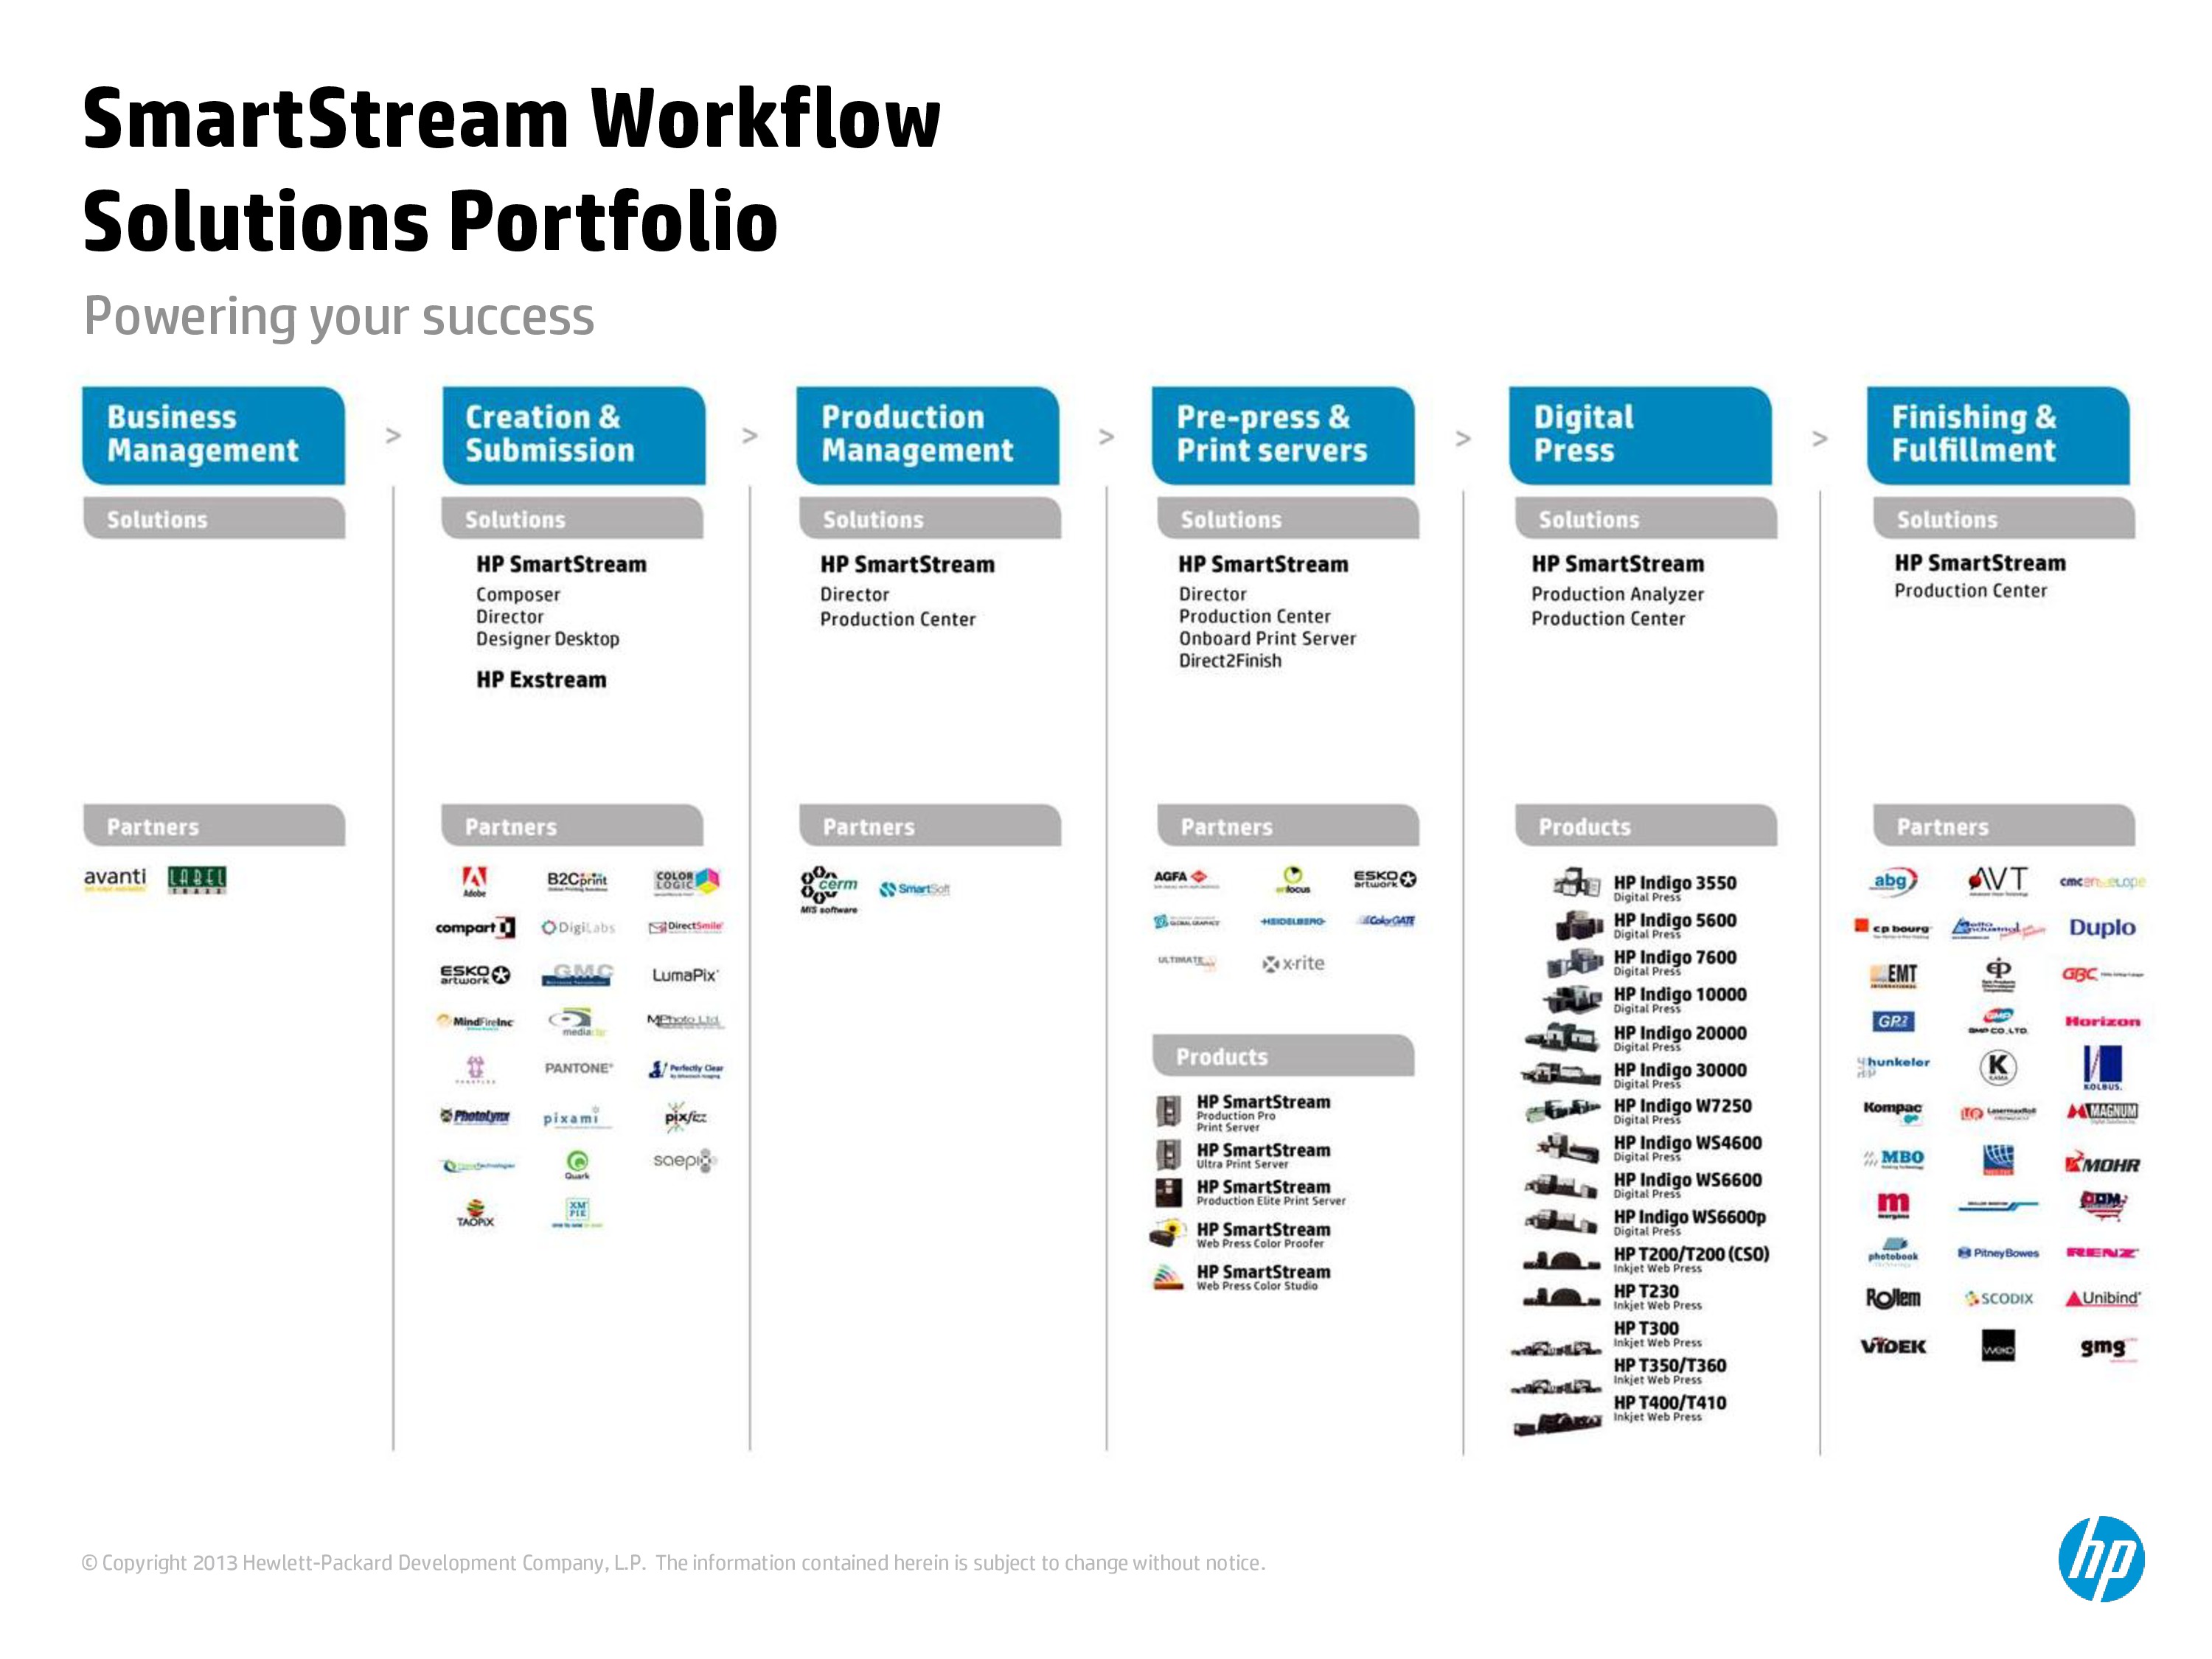 SmartStream Workflow
Solutions Portfolio
Powering your success
Business
Management
>
Creation &
Submission
>
Production
Management
>
Pre-press &
Print servers
>
Digital
Press
>
Finishing &
Fulfillment
Solutions
Partners
avanti
LABEL
TRAXX
Solutions
HP SmartStream
Composer
Director
Designer Desktop
HP Exstream
Partners
Adobe
B2Cprint
COLOR
LOGIC
compart
DigiLabs
DirectSmile
ESKO
artwork
GMC
LumaPix
MindFireInc
media
MPhoto Ltd.
PANTONE
Perfectly Clear
PhotoLynx
pixami
pixfizz
Quark
saepio
TAOPIX
XM
PIE
Solutions
HP SmartStream
Director
Production Center
Partners
cerm
MIS software
SmartSoft
Solutions
HP SmartStream
Director
Production Center
Onboard Print Server
Direct2Finish
Partners
AGFA
enfocus
ESKO
artwork
GLOBAL GRAPHICS
HEIDELBERG
ColorGATE
ULTIMATE
x-rite
Products
HP SmartStream
Production Pro
Print Server
HP SmartStream
Ultra Print Server
HP SmartStream
Production Elite Print Server
HP SmartStream
Web Press Color Proofer
HP SmartStream
Web Press Color Studio
Solutions
HP SmartStream
Production Analyzer
Production Center
Products
HP Indigo 3550
Digital Press
HP Indigo 5600
Digital Press
HP Indigo 7600
Digital Press
HP Indigo 10000
Digital Press
HP Indigo 20000
Digital Press
HP Indigo 30000
Digital Press
HP Indigo W7250
Digital Press
HP Indigo WS4600
Digital Press
HP Indigo WS6600
Digital Press
HP Indigo WS6600p
Digital Press
HP T200/T200 (CSO)
Inkjet Web Press
HP T230
Inkjet Web Press
HP T300
Inkjet Web Press
HP T350/T360
Inkjet Web Press
HP T400/T410
Inkjet Web Press
Solutions
HP SmartStream
Production Center
Partners
abg
AVT
cmcenvelope
cp bourg
Industrial
Duplo
EMT
INTERNATIONAL
GBC
GP2
GMP CO.,LTD.
Horizon
hunkeler
K
KAMA
KOLBUS.
Kompac
MAGNUM
MBO
MOHR
m
morgana
photobook
PitneyBowes
RENZ
Rollem
SCODIX
Unibind
VIDEK
weko
gmg
© Copyright 2013 Hewlett-Packard Development Company, L.P. The information contained herein is subject to change without notice.
hp